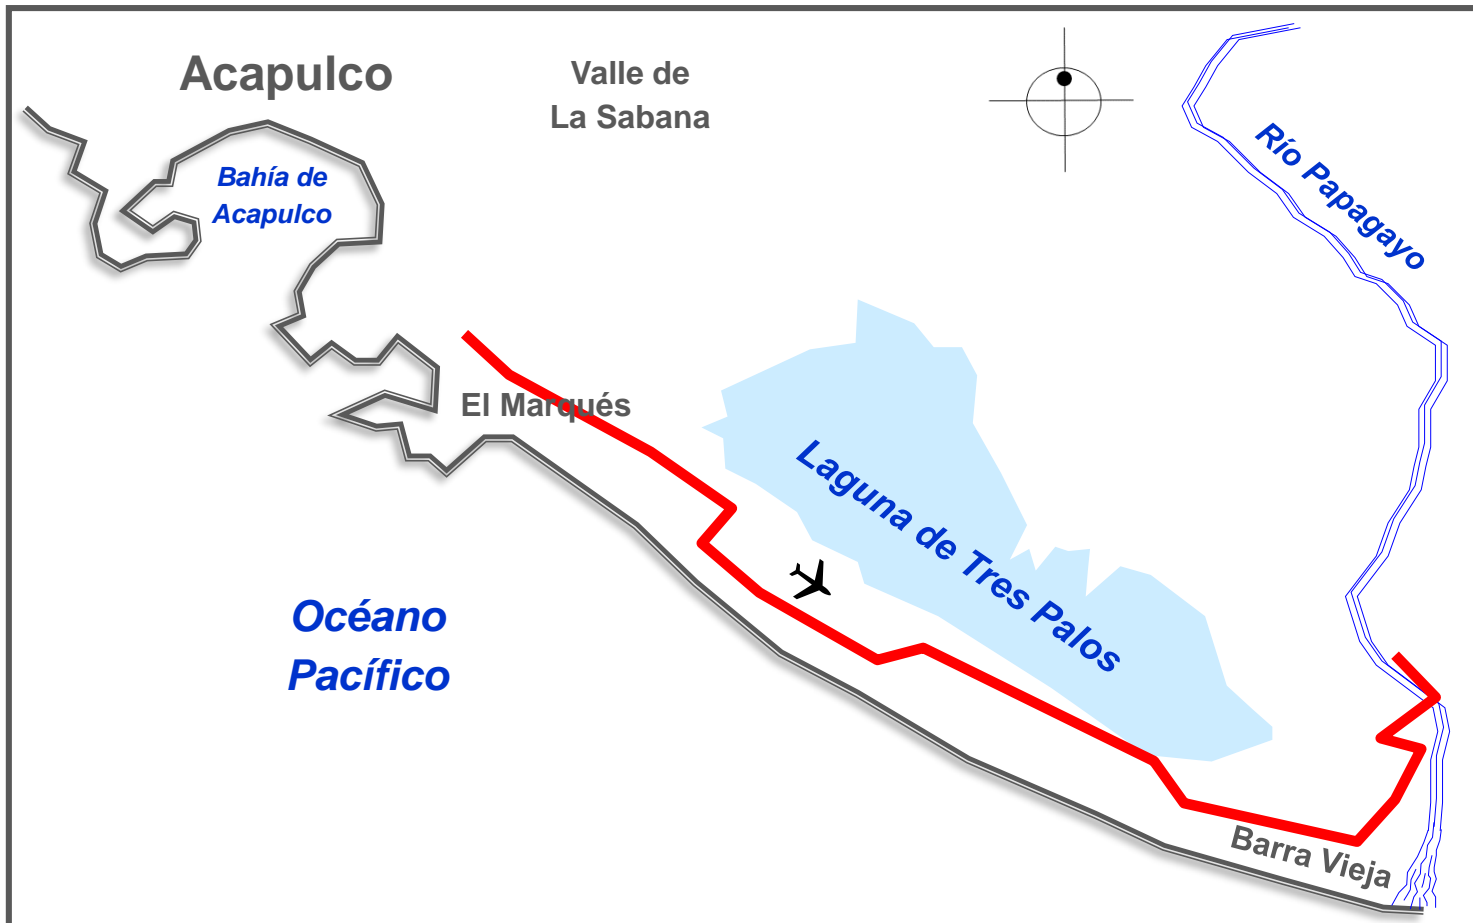 Acapulco
Valle de
La Sabana
Río Papagayo
Bahía de
Acapulco
El Marqués
Laguna de Tres Palos
Océano
Pacífico
Barra Vieja